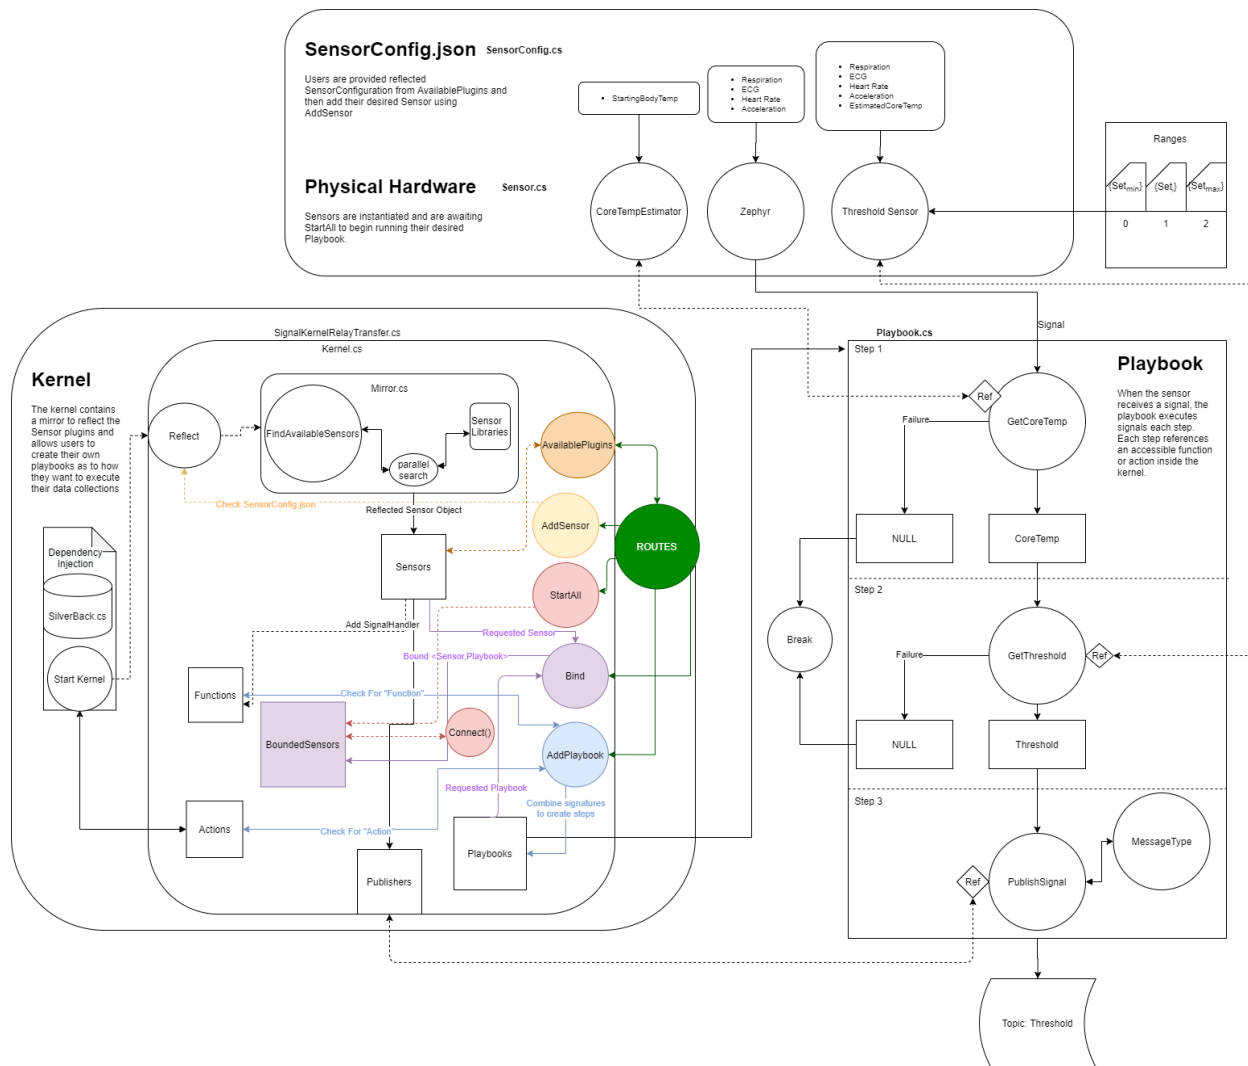 SensorConfig.json SensorConfig.cs
Users are provided reflected
SensorConfiguration from AvailablePlugins and
then add their desired Sensor using
AddSensor
StartingBodyTemp
Respiration
ECG
Heart Rate
Acceleration
Respiration
ECG
Heart Rate
Acceleration
EstimatedCoreTemp
Physical Hardware Sensor.cs
Sensors are instantiated and are awaiting
StartAll to begin running their desired
Playbook.
CoreTempEstimator
Zephyr
Threshold Sensor
Ranges
{Setmin}
{Seti}
{Setmax}
0
1
2
SignalKernelRelayTransfer.cs
Kernel.cs
Kernel
The kernel contains
a mirror to reflect the
Sensor plugins and
allows users to
create their own
playbooks as to how
they want to execute
their data collections
Reflect
Mirror.cs
FindAvailableSensors
parallel
search
Sensor
Libraries
AvailablePlugins
Check SensorConfig.json
Reflected Sensor Object
AddSensor
ROUTES
Dependency
Injection
SilverBack.cs
Start Kernel
Sensors
StartAll
Add SignalHandler
Requested Sensor
Bound <Sensor,Playbook>
Bind
Functions
Check For "Function"
BoundedSensors
Connect()
AddPlaybook
Requested Playbook
Combine signatures
to create steps
Actions
Check For "Action"
Playbooks
Publishers
Signal
Playbook.cs
Step 1
Playbook
When the sensor
receives a signal, the
playbook executes
signals each step.
Each step references
an accessible function
or action inside the
kernel.
Ref
GetCoreTemp
Failure
NULL
CoreTemp
Step 2
Break
GetThreshold
Ref
Failure
NULL
Threshold
Step 3
MessageType
Ref
PublishSignal
Topic: Threshold